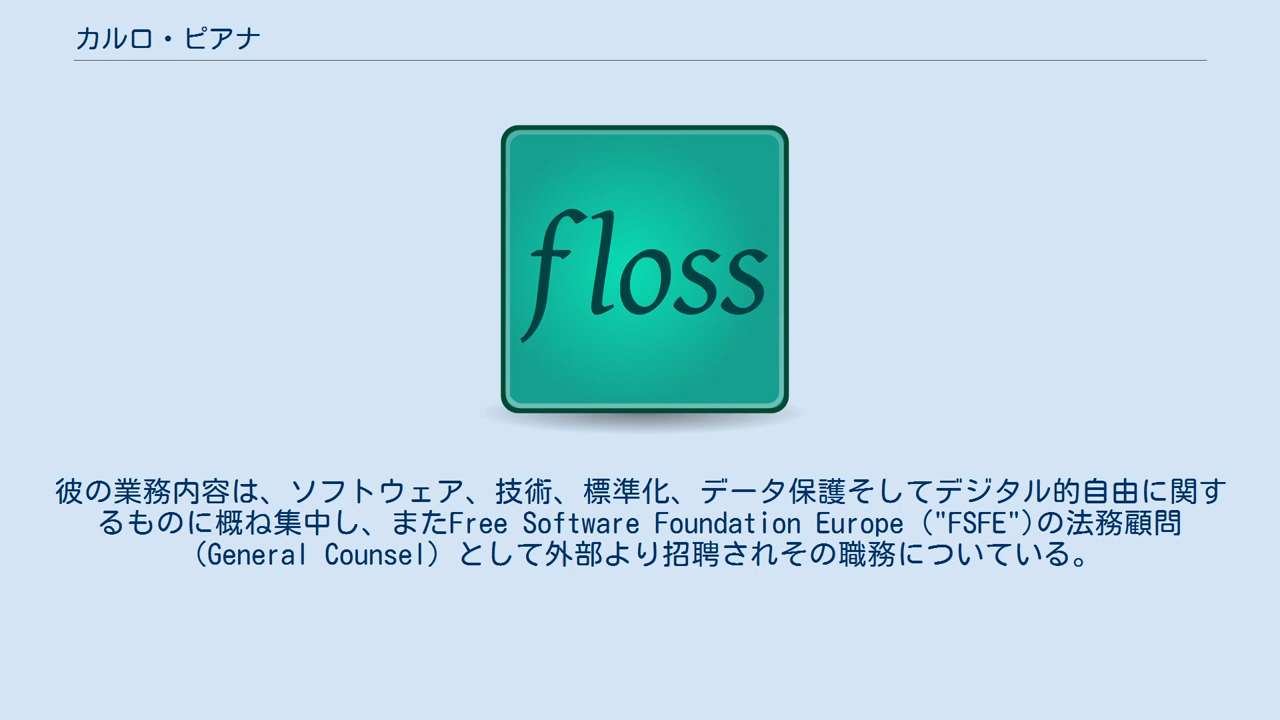 カルロ・ピアナ
floss
彼の業務内容は、ソフトウェア、技術、標準化、データ保護そしてデジタル的自由に関す
るものに概ね集中し、またFree Software Foundation Europe ("FSFE")の法務顧問
(General Counsel) として外部より招聘されその職務についている。